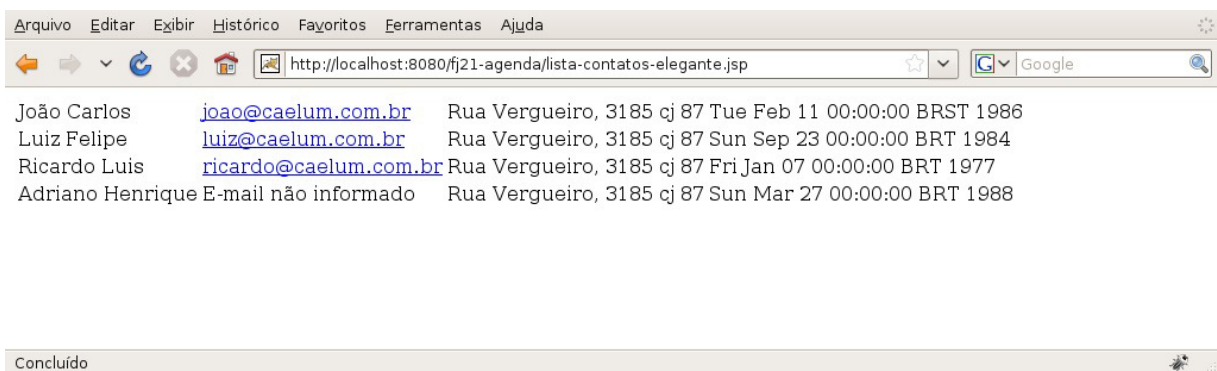 Arquivo Editar Exibir Histórico Favoritos Ferramentas Ajuda
http://localhost:8080/fj21-agenda/lista-contatos-elegante.jsp G Google
João Carlos joao@caelum.com.br Rua Vergueiro, 3185 cj 87 Tue Feb 11 00:00:00 BRST 1986
Luiz Felipe luiz@caelum.com.br Rua Vergueiro, 3185 cj 87 Sun Sep 23 00:00:00 BRT 1984
Ricardo Luis ricardo@caelum.com.br Rua Vergueiro, 3185 cj 87 Fri Jan 07 00:00:00 BRT 1977
Adriano Henrique E-mail não informado Rua Vergueiro, 3185 cj 87 Sun Mar 27 00:00:00 BRT 1988
Concluído